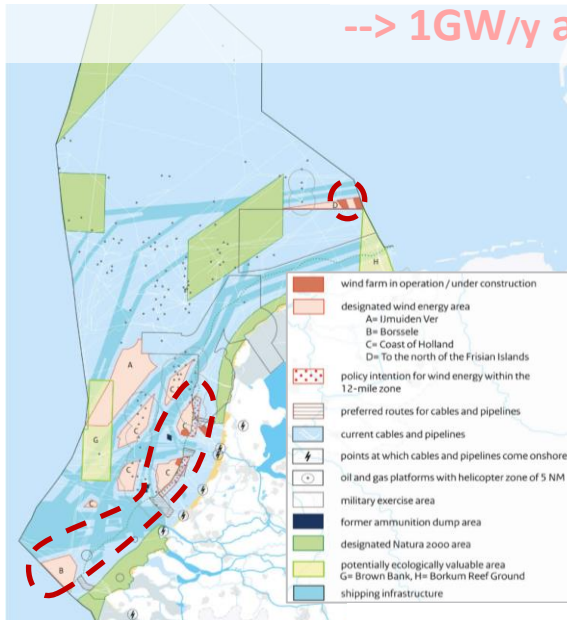 --> 1GW/y a
D
H
A
C
C
G
C
C
C
B
wind farm in operation / under construction
designated wind energy area
A= IJmuiden Ver
B= Borssele
C= Coast of Holland
D= To the north of the Frisian Islands
policy intention for wind energy within the
12-mile zone
preferred routes for cables and pipelines
current cables and pipelines
points at which cables and pipelines come onshore
oil and gas platforms with helicopter zone of 5 NM
military exercise area
former ammunition dump area
designated Natura 2000 area
potentially ecologically valuable area
G= Brown Bank, H= Borkum Reef Ground
shipping infrastructure